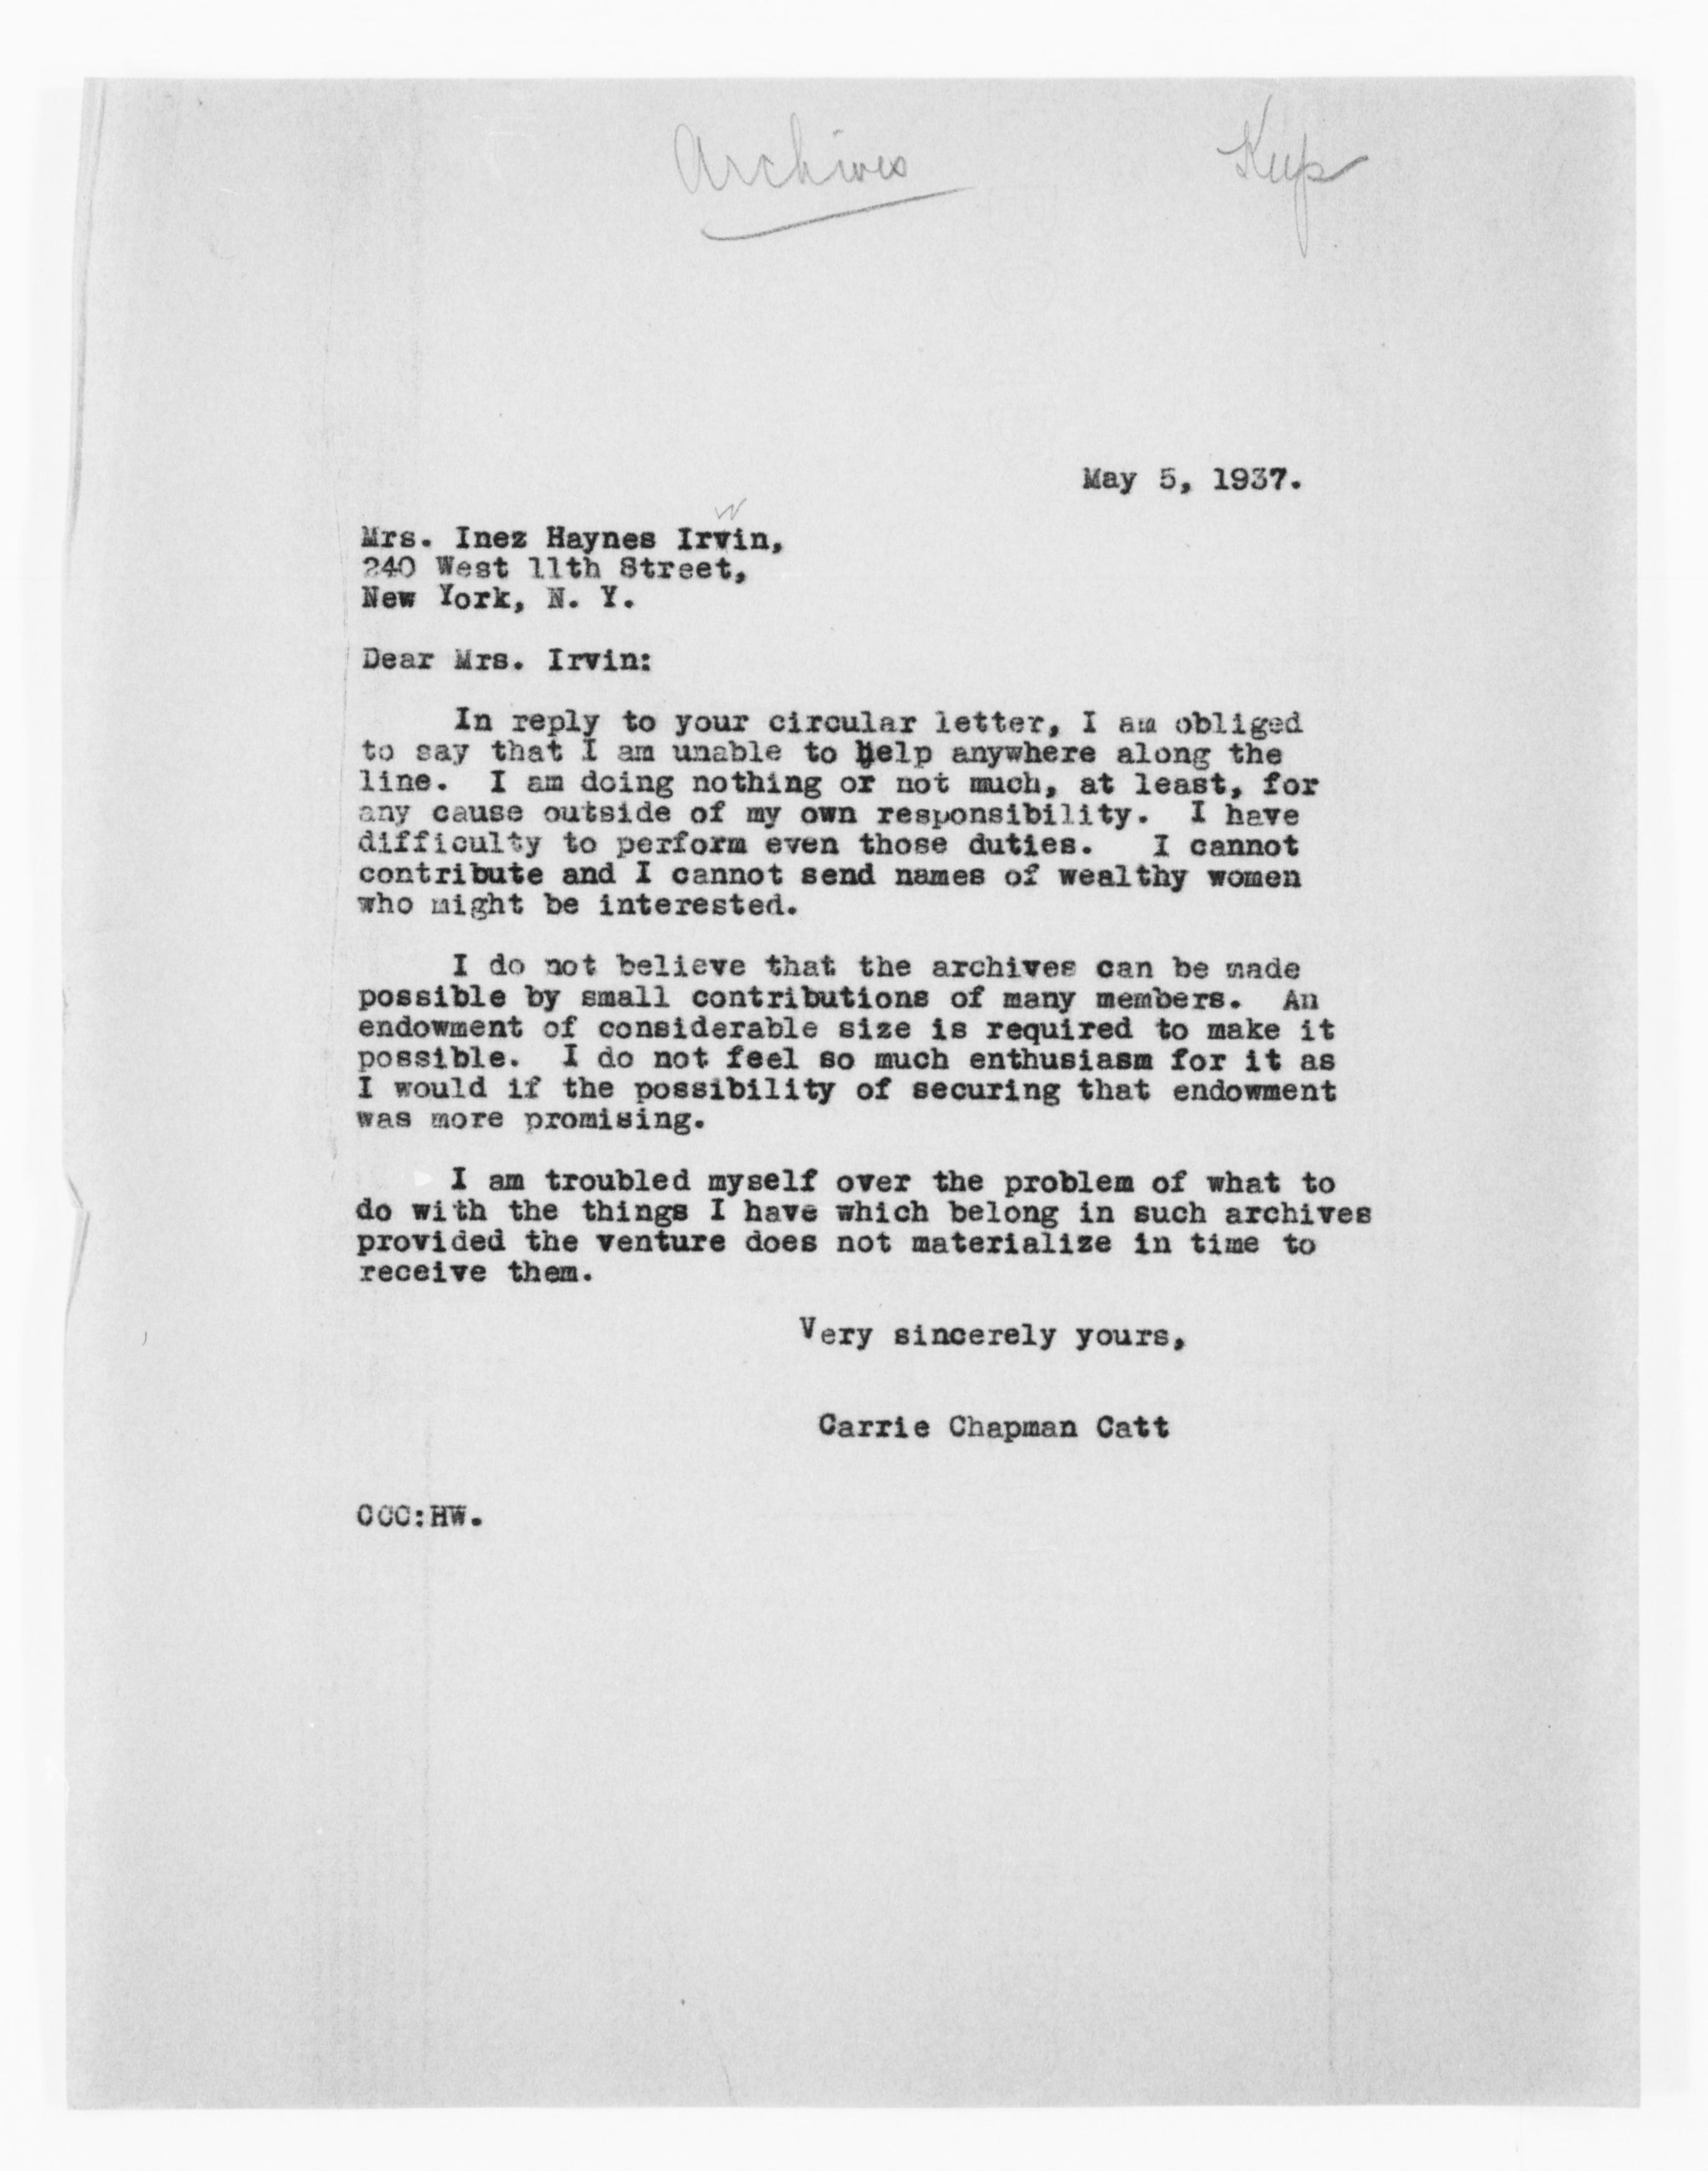 Archives
Keep
May 5, 1937.
w
Mrs. Inez Haynes Irvin,
240 West 11th Street,
New York, N. Y.
Dear Mrs. Irvin:
In reply to your circular letter, I am obliged
to say that I am unable to help anywhere along the
line. I am doing nothing or not much, at least, for
any cause outside of my own responsibility. I have
difficulty to perform even those duties. I cannot
contribute and I cannot send names of wealthy women
who might be interested.
I do not believe that the archives can be made
possible by small contributions of many members. An
endowment of considerable size is required to make it
possible. I do not feel so much enthusiasm for it as
I would if the possibility of securing that endowment
was more promising.
I am troubled myself over the problem of what to
do with the things I have which belong in such archives
provided the venture does not materialize in time to
receive them.
Very sincerely yours,
Carrie Chapman Catt
CCC:HW.